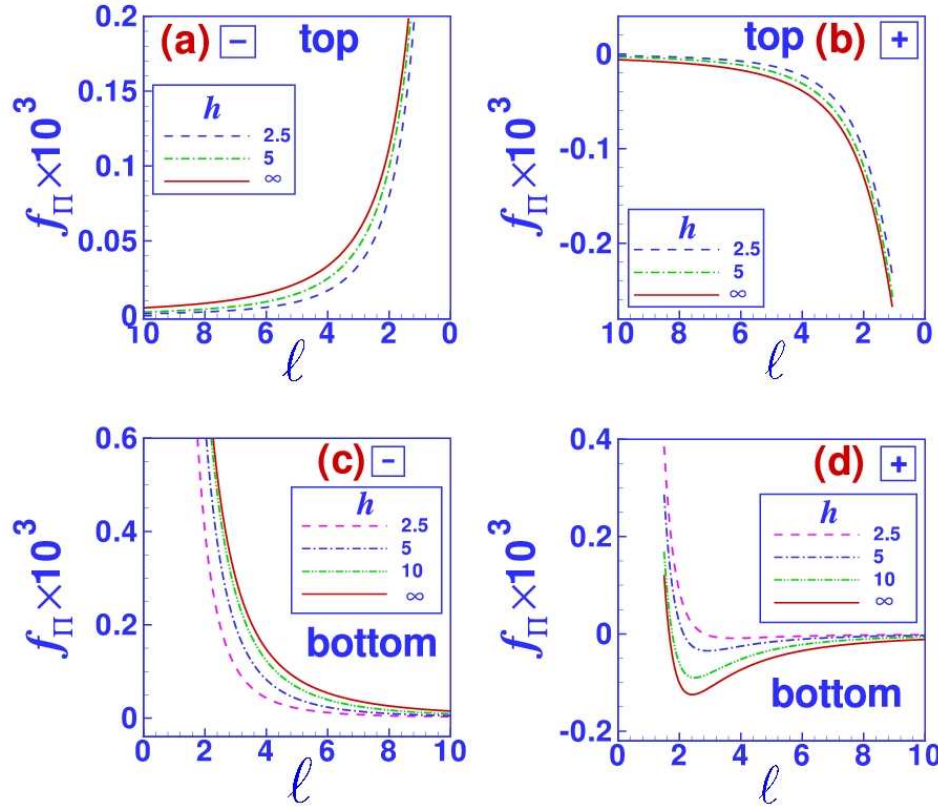 (a) − top
f_Π × 10³
0.2
0.15
0.1
0.05
0
h
2.5
5
∞
10 8 6 4 2 0
ℓ
top (b) +
f_Π × 10³
0
-0.1
-0.2
h
2.5
5
∞
10 8 6 4 2 0
ℓ
(c) -
f_Π × 10³
0.6
0.4
0.2
0
h
2.5
5
10
∞
bottom
0 2 4 6 8 10
ℓ
(d) +
f_Π × 10³
0.4
0.2
0
-0.2
h
2.5
5
10
∞
bottom
0 2 4 6 8 10
ℓ